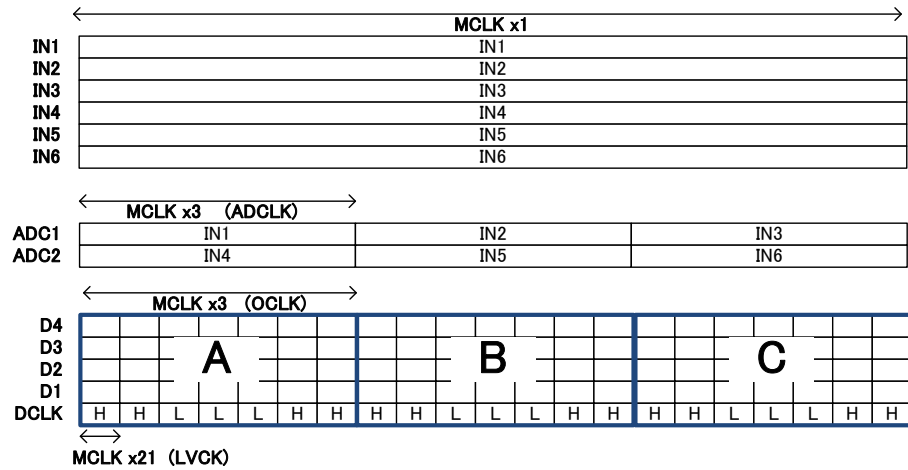 MCLK x1
IN1 IN1
IN2 IN2
IN3 IN3
IN4 IN4
IN5 IN5
IN6 IN6
MCLK x3 (ADCLK)
ADC1 IN1 IN2 IN3
ADC2 IN4 IN5 IN6
MCLK x3 (OCLK)
D4
D3
A B C
D2
D1
DCLK H H L L L H H H H L L L H H H H L L L H H
MCLK x21 (LVCK)